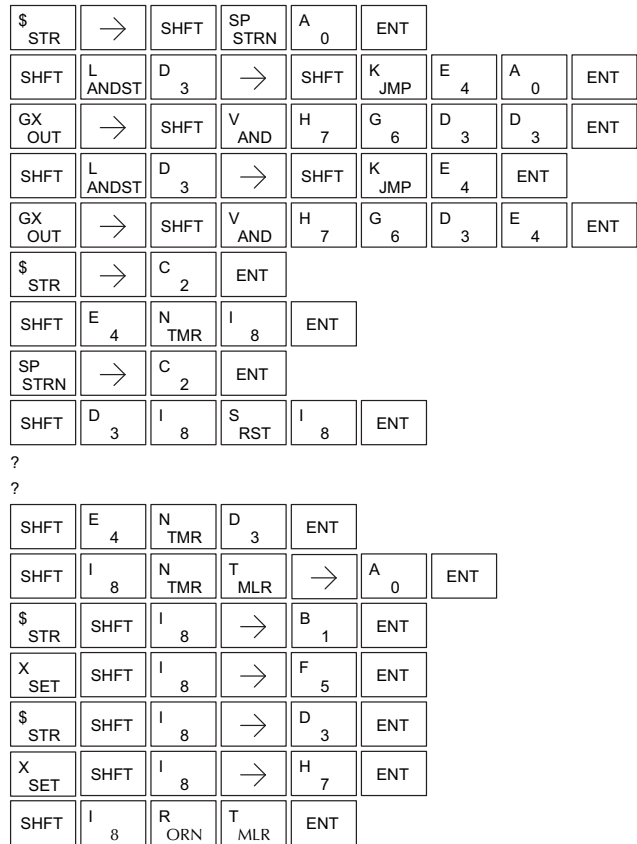 $ STR → SHFT SP STRN A 0 ENT
SHFT L ANDST D 3 → SHFT K JMP E 4 A 0 ENT
GX OUT → SHFT V AND H 7 G 6 D 3 D 3 ENT
SHFT L ANDST D 3 → SHFT K JMP E 4 ENT
GX OUT → SHFT V AND H 7 G 6 D 3 E 4 ENT
$ STR → C 2 ENT
SHFT E 4 N TMR I 8 ENT
SP STRN → C 2 ENT
SHFT D 3 I 8 S RST I 8 ENT
?
?
SHFT E 4 N TMR D 3 ENT
SHFT I 8 N TMR T MLR → A 0 ENT
$ STR SHFT I 8 → B 1 ENT
X SET SHFT I 8 → F 5 ENT
$ STR SHFT I 8 → D 3 ENT
X SET SHFT I 8 → H 7 ENT
SHFT I 8 R ORN T MLR ENT